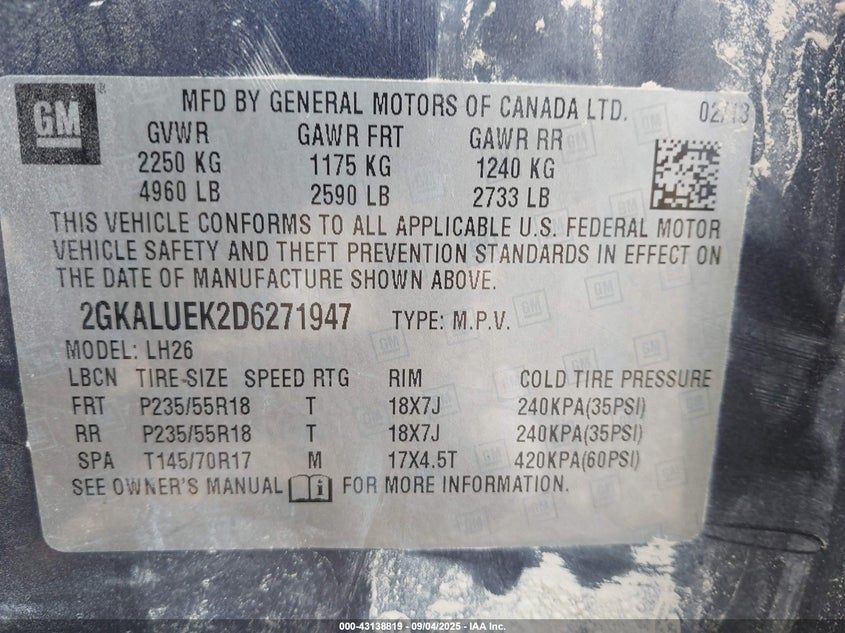 GM
®
MFD BY GENERAL MOTORS OF CANADA LTD. 02/13
GVWR GAWR FRT GAWR RR
2250 KG 1175 KG 1240 KG
4960 LB 2590 LB 2733 LB
THIS VEHICLE CONFORMS TO ALL APPLICABLE U.S. FEDERAL MOTOR
VEHICLE SAFETY AND THEFT PREVENTION STANDARDS IN EFFECT ON
THE DATE OF MANUFACTURE SHOWN ABOVE.
2GKALUEK2D6271947 TYPE: M.P.V.
MODEL: LH26
LBCN TIRE-SIZE SPEED RTG RIM COLD TIRE PRESSURE
FRT P235/55R18 T 18X7J 240KPA(35PSI)
RR P235/55R18 T 18X7J 240KPA(35PSI)
SPA T145/70R17 M 17X4.5T 420KPA(60PSI)
SEE OWNER'S MANUAL i FOR MORE INFORMATION.
000-43138819 - 09/04/2025 - IAA Inc.